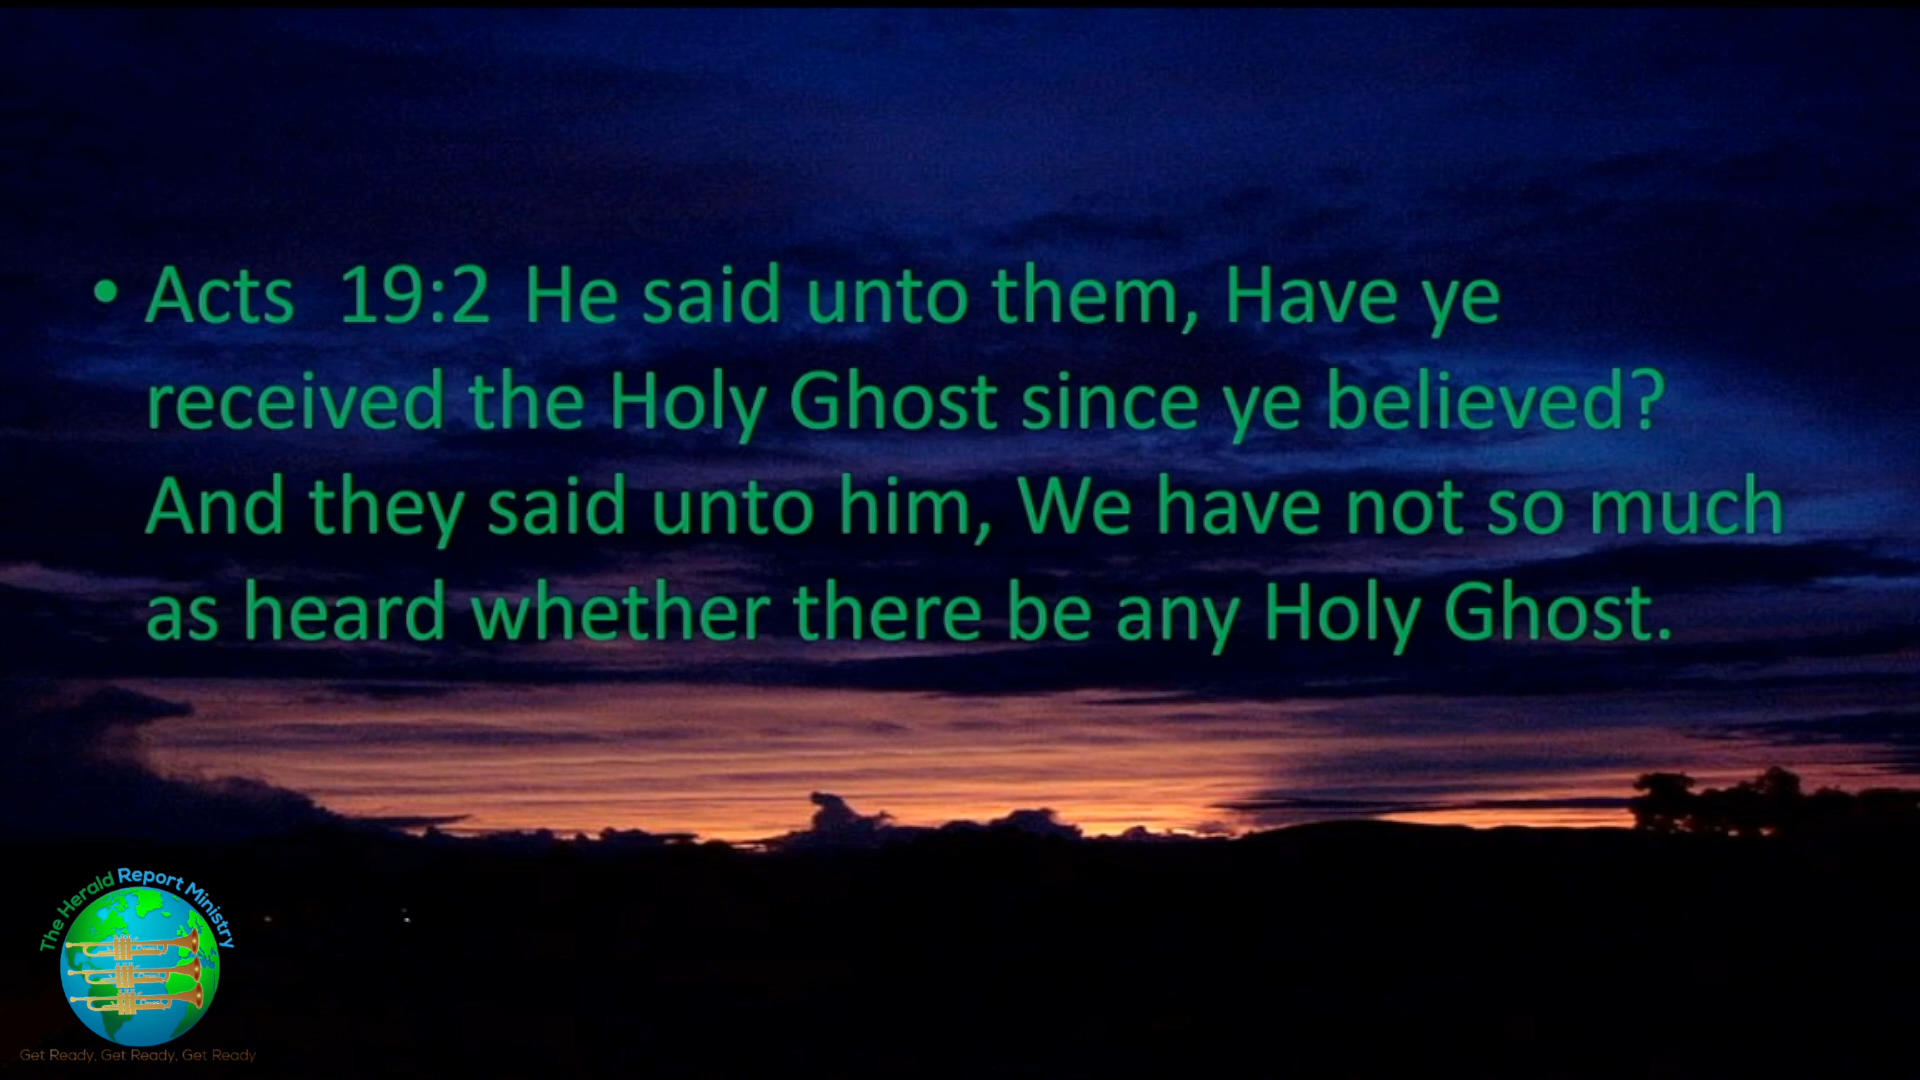 • Acts  19:2 He said unto them, Have ye
received the Holy Ghost since ye believed?
And they said unto him, We have not so much
as heard whether there be any Holy Ghost.
The Herald Report Ministry
Get Ready, Get Ready, Get Ready